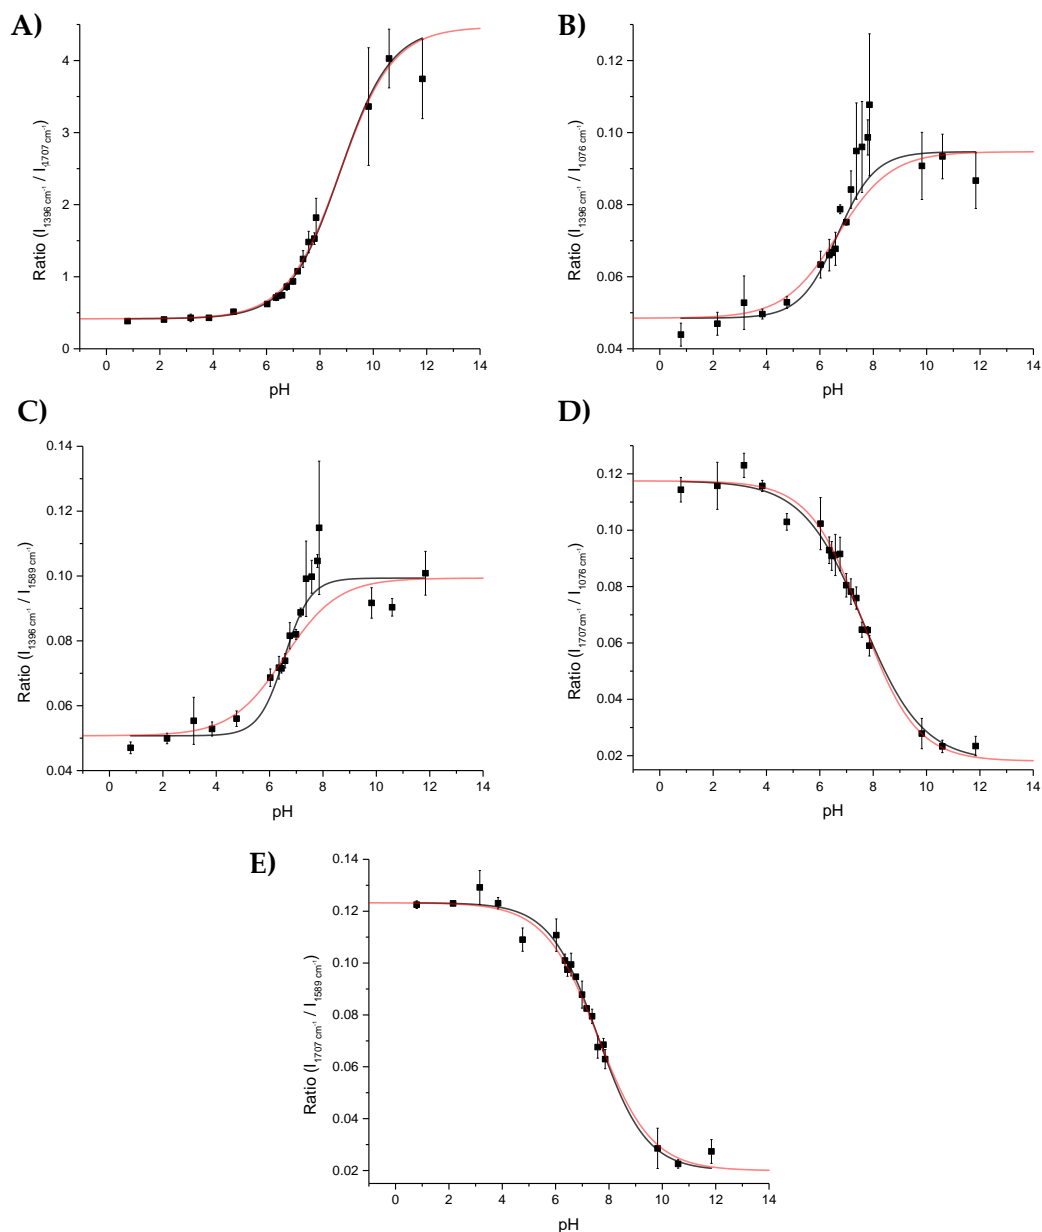 A)
Ratio (I1396 cm-1 / I1707 cm-1)
4
3
2
1
0
0 2 4 6 8 10 12 14
pH
B)
Ratio (I1396 cm-1 / I1076 cm-1)
0.12
0.10
0.08
0.06
0.04
0 2 4 6 8 10 12 14
pH
C)
Ratio (I1396 cm-1 / I1589 cm-1)
0.14
0.12
0.10
0.08
0.06
0.04
0 2 4 6 8 10 12 14
pH
D)
Ratio (I1707 cm-1 / I1076 cm-1)
0.12
0.10
0.08
0.06
0.04
0.02
0 2 4 6 8 10 12 14
pH
E)
Ratio (I1707 cm-1 / I1589 cm-1)
0.14
0.12
0.10
0.08
0.06
0.04
0.02
0 2 4 6 8 10 12 14
pH